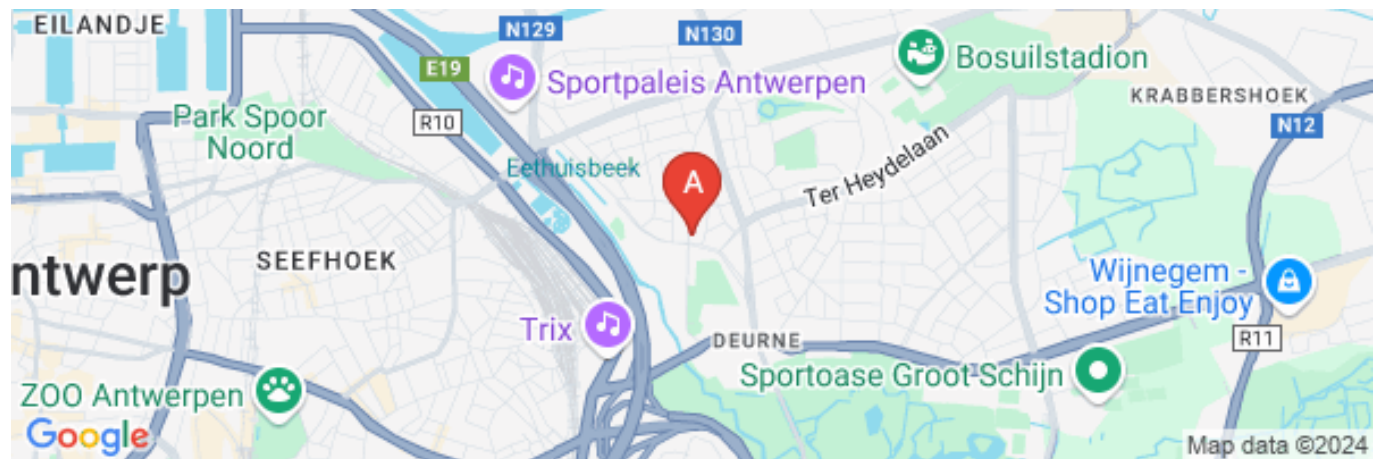 EILANDJE
N129
N130
Bosuilstadion
E19
Sportpaleis Antwerpen
KRABBERSHOEK
Park Spoor
Noord
R10
N12
Eethuisbeek
A
Ter Heydelaan
SEEFHOEK
ntwerp
Wijnegem -
Shop Eat Enjoy
Trix
DEURNE
R11
Sportoase Groot Schijn
ZOO Antwerpen
Google
Map data ©2024